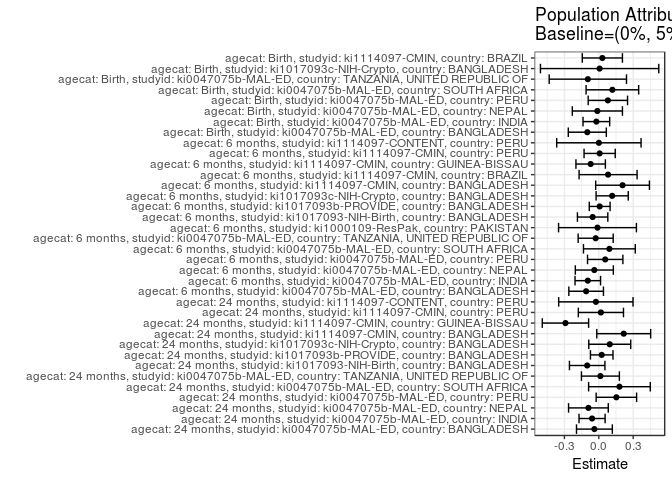 Population Attribu
Baseline=(0%, 5%
agecat: Birth, studyid: ki1114097-CMIN, country: BRAZIL
agecat: Birth, studyid: ki1017093c-NIH-Crypto, country: BANGLADESH
agecat: Birth, studyid: ki0047075b-MAL-ED, country: TANZANIA, UNITED REPUBLIC OF
agecat: Birth, studyid: ki0047075b-MAL-ED, country: SOUTH AFRICA
agecat: Birth, studyid: ki0047075b-MAL-ED, country: PERU
agecat: Birth, studyid: ki0047075b-MAL-ED, country: NEPAL
agecat: Birth, studyid: ki0047075b-MAL-ED, country: INDIA
agecat: Birth, studyid: ki0047075b-MAL-ED, country: BANGLADESH
agecat: 6 months, studyid: ki1114097-CONTENT, country: PERU
agecat: 6 months, studyid: ki1114097-CMIN, country: PERU
agecat: 6 months, studyid: ki1114097-CMIN, country: GUINEA-BISSAU
agecat: 6 months, studyid: ki1114097-CMIN, country: BRAZIL
agecat: 6 months, studyid: ki1114097-CMIN, country: BANGLADESH
agecat: 6 months, studyid: ki1017093c-NIH-Crypto, country: BANGLADESH
agecat: 6 months, studyid: ki1017093b-PROVIDE, country: BANGLADESH
agecat: 6 months, studyid: ki1017093-NIH-Birth, country: BANGLADESH
agecat: 6 months, studyid: ki1000109-ResPak, country: PAKISTAN
agecat: 6 months, studyid: ki0047075b-MAL-ED, country: TANZANIA, UNITED REPUBLIC OF
agecat: 6 months, studyid: ki0047075b-MAL-ED, country: SOUTH AFRICA
agecat: 6 months, studyid: ki0047075b-MAL-ED, country: PERU
agecat: 6 months, studyid: ki0047075b-MAL-ED, country: NEPAL
agecat: 6 months, studyid: ki0047075b-MAL-ED, country: INDIA
agecat: 6 months, studyid: ki0047075b-MAL-ED, country: BANGLADESH
agecat: 24 months, studyid: ki1114097-CONTENT, country: PERU
agecat: 24 months, studyid: ki1114097-CMIN, country: PERU
agecat: 24 months, studyid: ki1114097-CMIN, country: GUINEA-BISSAU
agecat: 24 months, studyid: ki1114097-CMIN, country: BANGLADESH
agecat: 24 months, studyid: ki1017093c-NIH-Crypto, country: BANGLADESH
agecat: 24 months, studyid: ki1017093b-PROVIDE, country: BANGLADESH
agecat: 24 months, studyid: ki1017093-NIH-Birth, country: BANGLADESH
agecat: 24 months, studyid: ki0047075b-MAL-ED, country: TANZANIA, UNITED REPUBLIC OF
agecat: 24 months, studyid: ki0047075b-MAL-ED, country: SOUTH AFRICA
agecat: 24 months, studyid: ki0047075b-MAL-ED, country: PERU
agecat: 24 months, studyid: ki0047075b-MAL-ED, country: NEPAL
agecat: 24 months, studyid: ki0047075b-MAL-ED, country: INDIA
agecat: 24 months, studyid: ki0047075b-MAL-ED, country: BANGLADESH
-0.3 0.0 0.3
Estimate